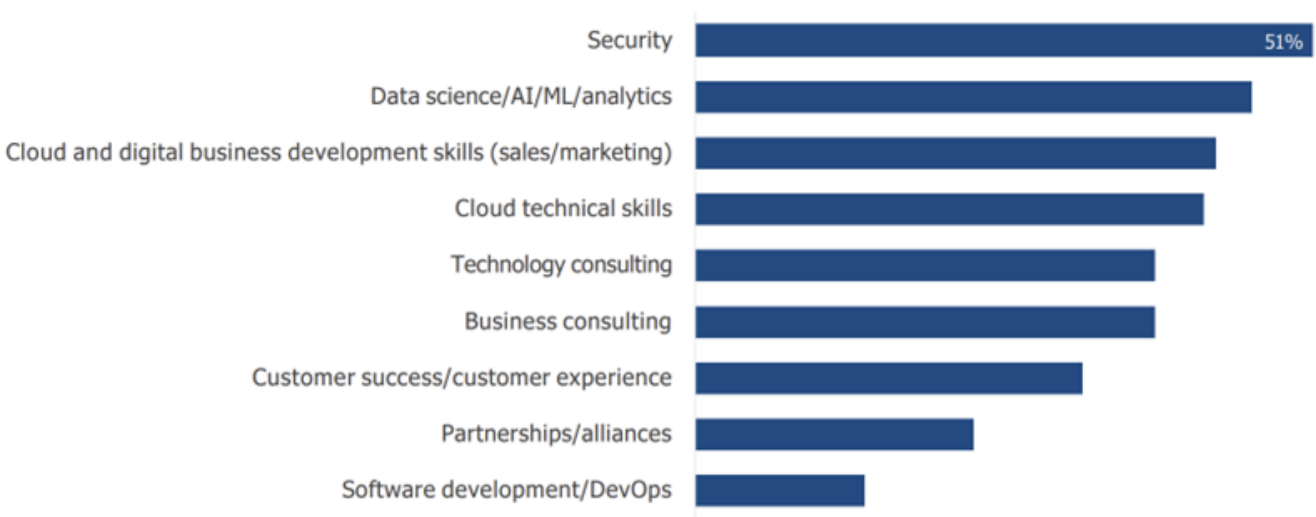 Security
51%
Data science/AI/ML/analytics
Cloud and digital business development skills (sales/marketing)
Cloud technical skills
Technology consulting
Business consulting
Customer success/customer experience
Partnerships/alliances
Software development/DevOps